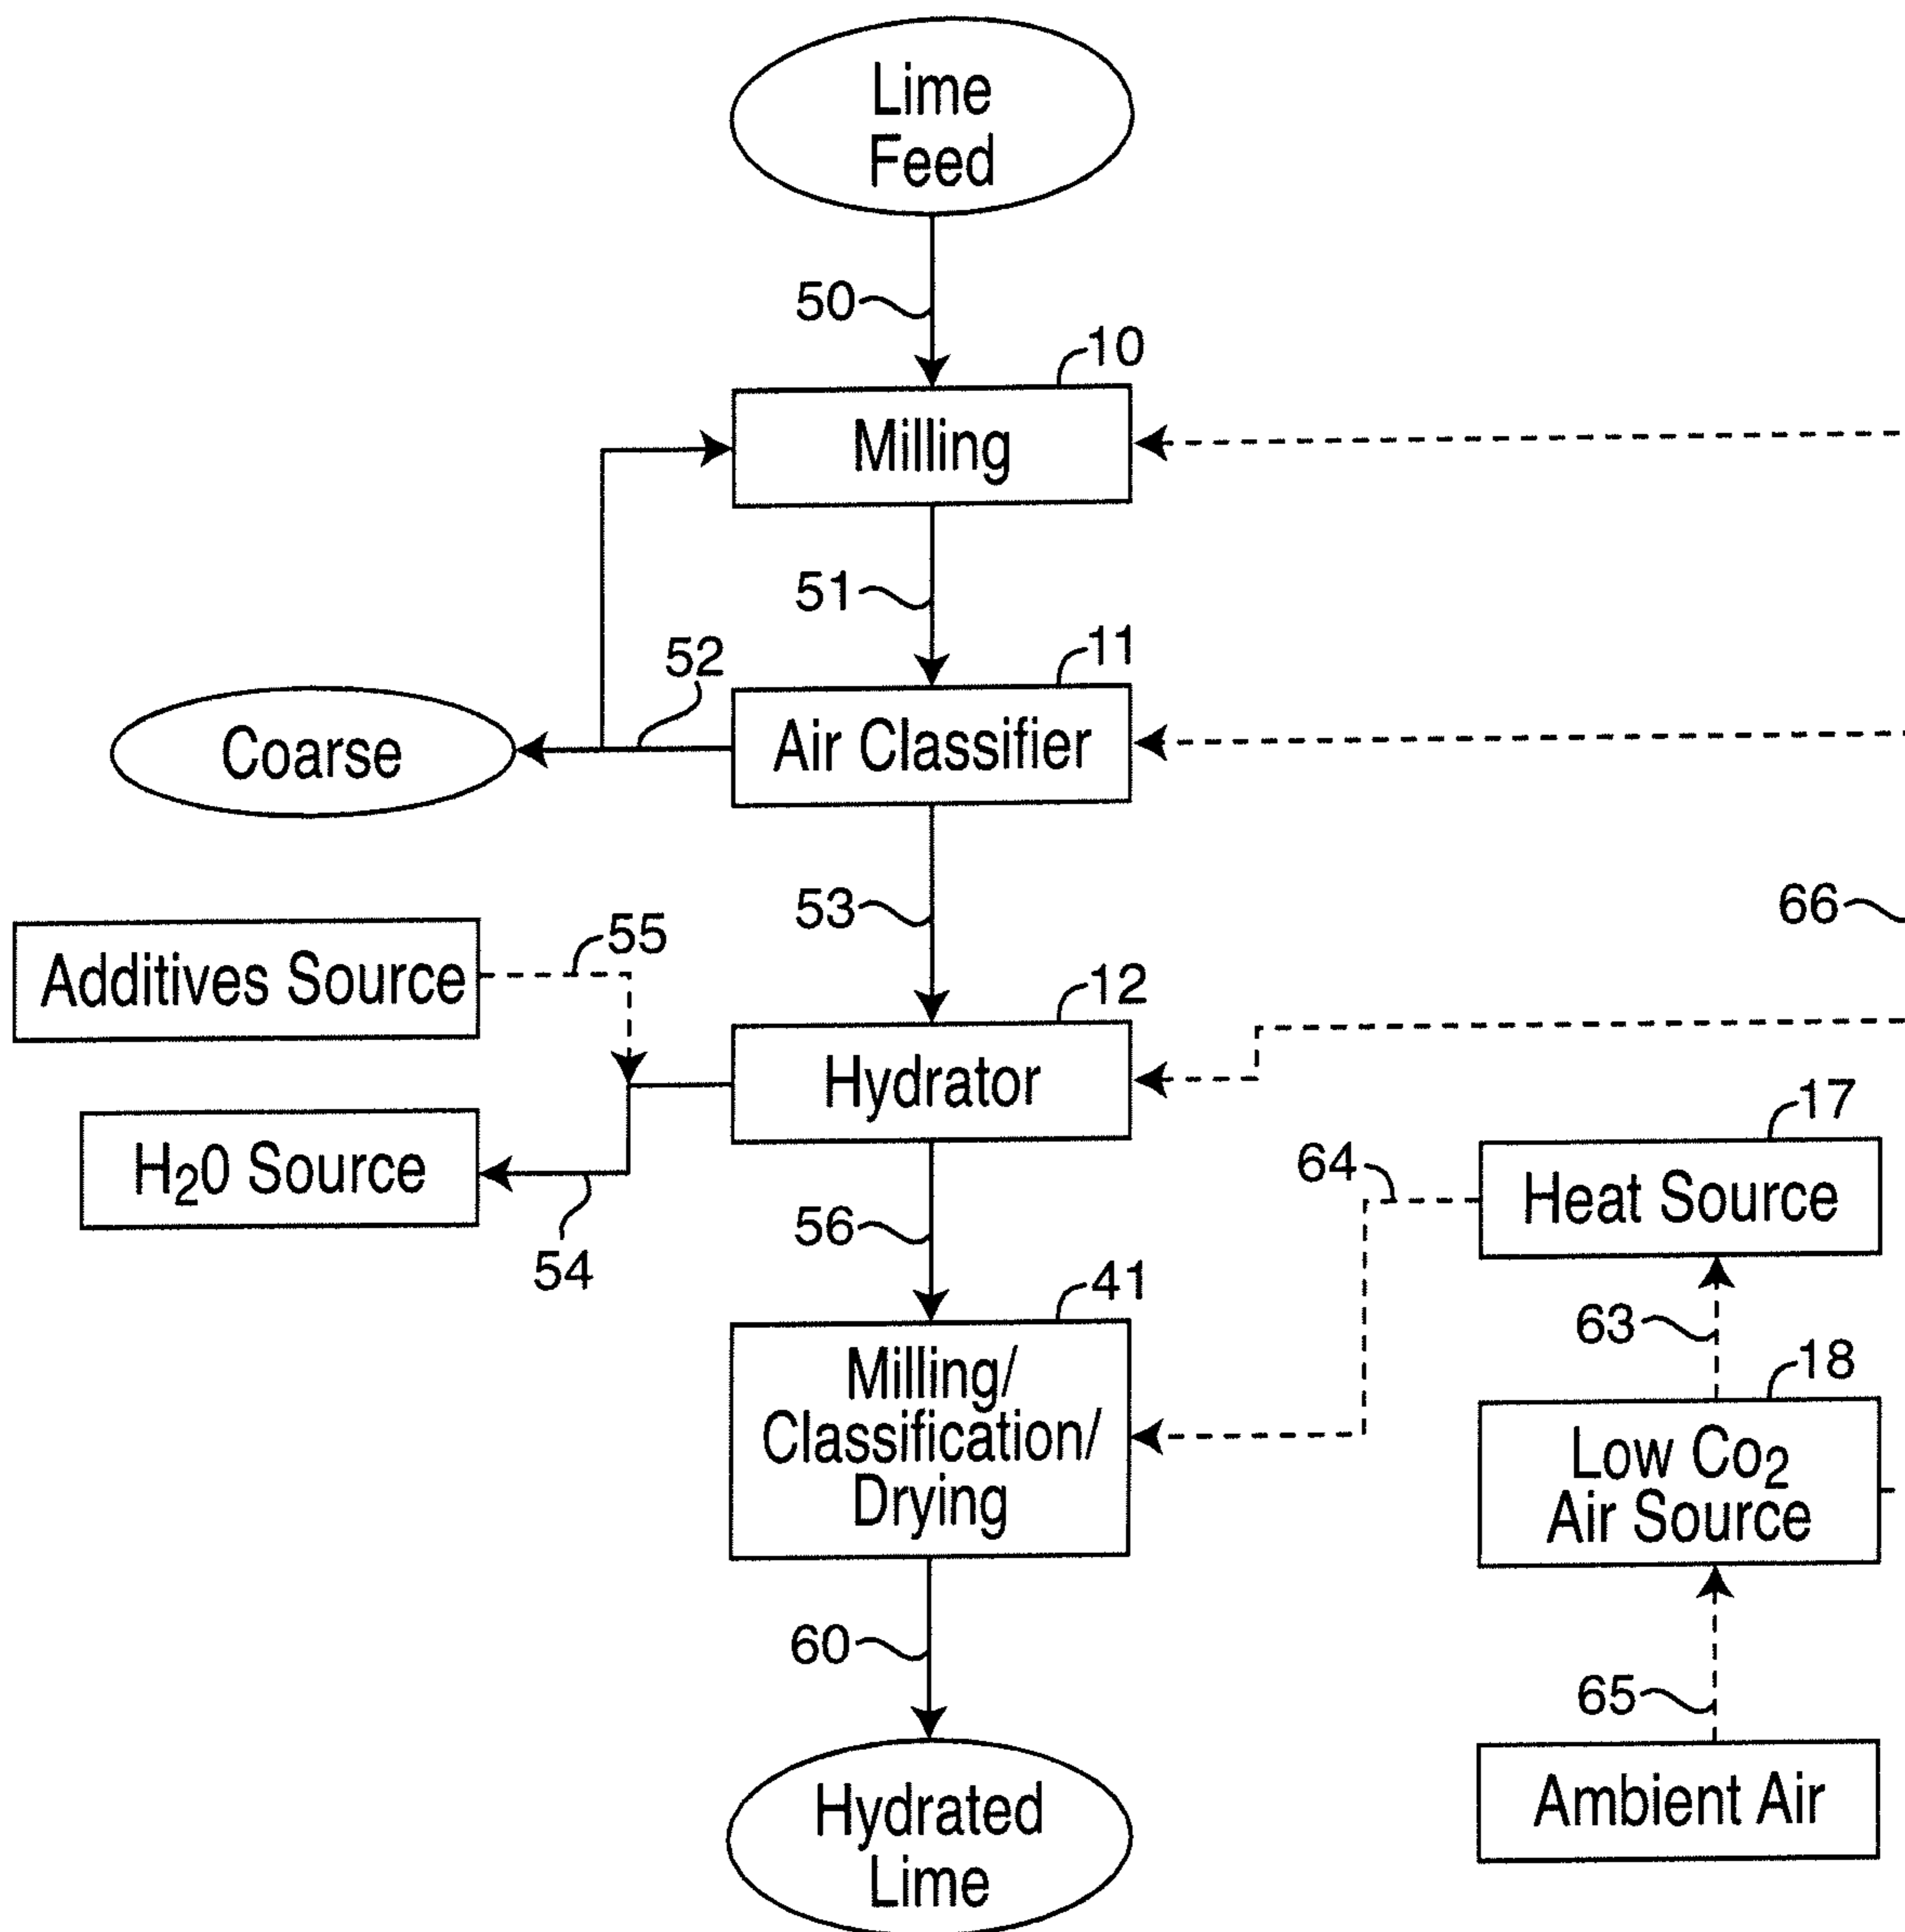 Lime
Feed
50
10
Milling
51
11
52
Air Classifier
Coarse
53
66
55
Additives Source
12
Hydrator
17
H₂0 Source
64
Heat Source
54
56
41
63
18
Milling/
Classification/
Drying
Low Co₂
Air Source
60
65
Ambient Air
Hydrated
Lime